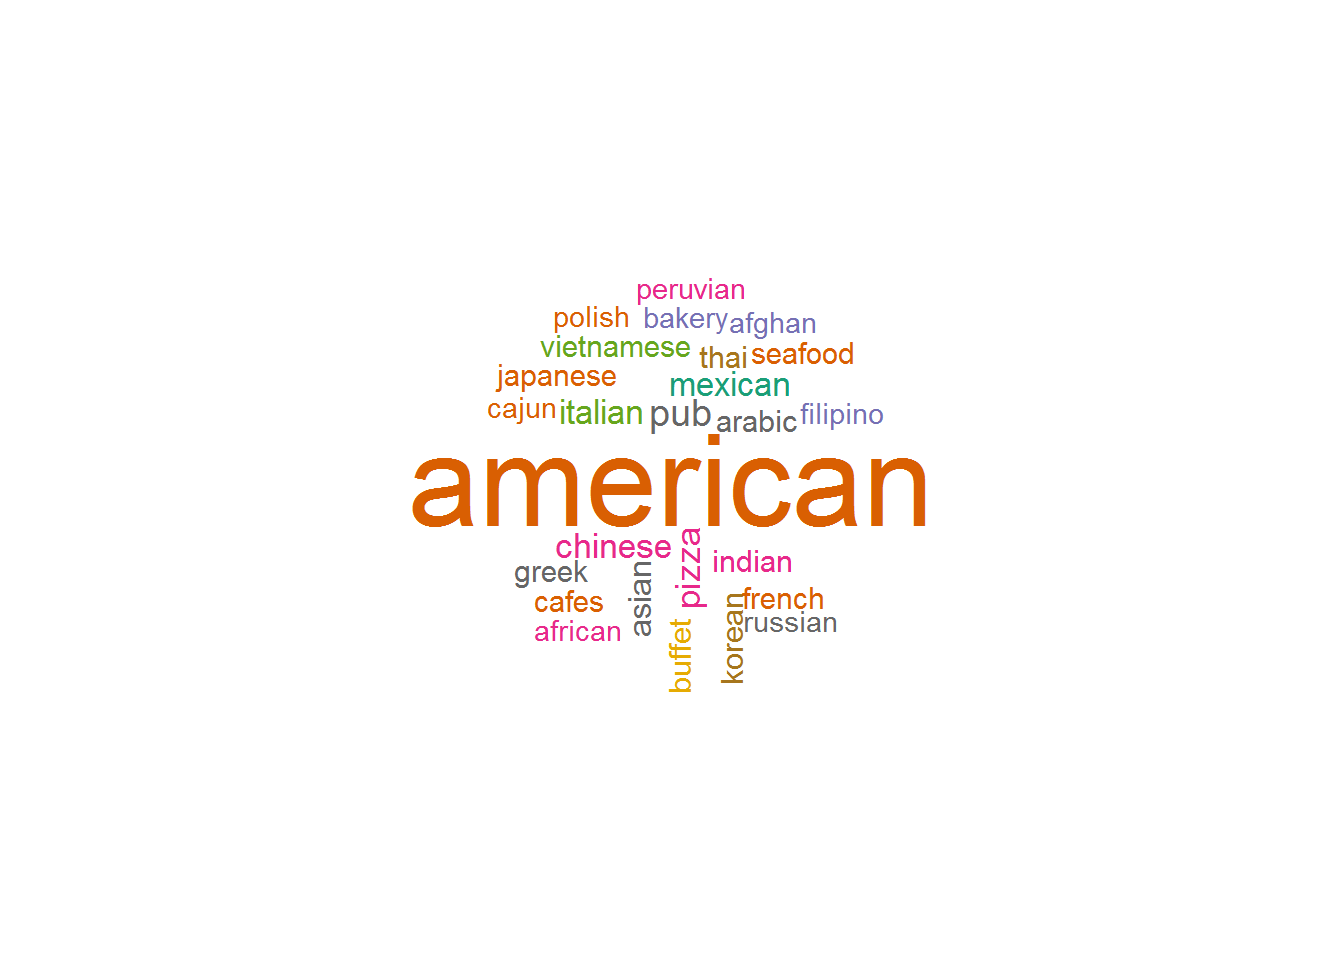 peruvian
polish bakery afghan
vietnamese thai seafood
japanese mexican
cajun italian pub arabic filipino
american
chinese pizza indian
greek asian
cafes korean french
african buffet russian